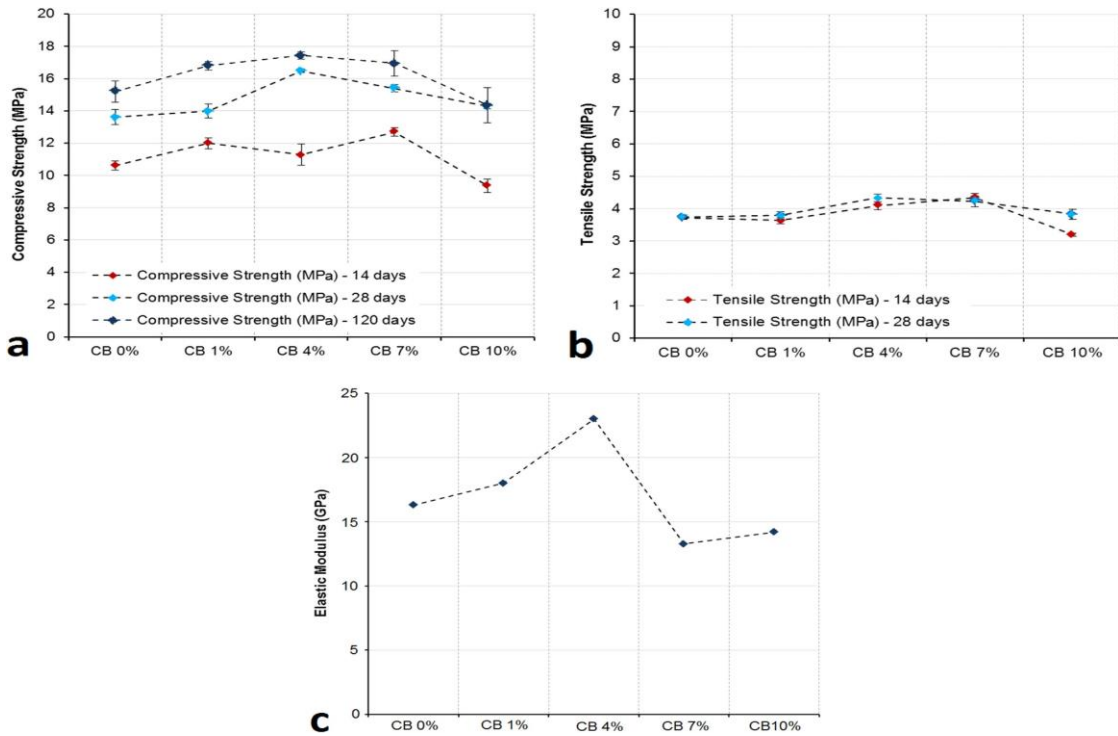 Compressive Strength (MPa)
20
18
16
14
12
10
8
6
4
2
0
Compressive Strength (MPa) - 14 days
Compressive Strength (MPa) - 28 days
Compressive Strength (MPa) - 120 days
CB 0% CB 1% CB 4% CB 7% CB 10%
a
Tensile Strength (MPa)
10
9
8
7
6
5
4
3
2
1
0
Tensile Strength (MPa) - 14 days
Tensile Strength (MPa) - 28 days
CB 0% CB 1% CB 4% CB 7% CB 10%
b
Elastic Modulus (GPa)
25
20
15
10
5
0
CB 0% CB 1% CB 4% CB 7% CB10%
c